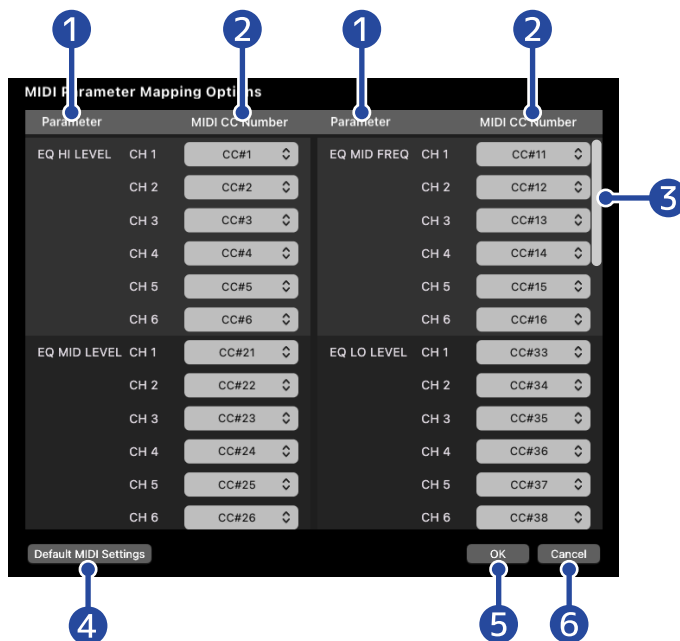 1 2 1 2
MIDI Parameter Mapping Options
Parameter MIDI CC Number Parameter MIDI CC Number
EQ HI LEVEL CH 1 CC#1 EQ MID FREQ CH 1 CC#11
CH 2 CC#2 CH 2 CC#12
3
CH 3 CC#3 CH 3 CC#13
CH 4 CC#4 CH 4 CC#14
CH 5 CC#5 CH 5 CC#15
CH 6 CC#6 CH 6 CC#16
EQ MID LEVEL CH 1 CC#21 EQ LO LEVEL CH 1 CC#33
CH 2 CC#22 CH 2 CC#34
CH 3 CC#23 CH 3 CC#35
CH 4 CC#24 CH 4 CC#36
CH 5 CC#25 CH 5 CC#37
CH 6 CC#26 CH 6 CC#38
Default MIDI Settings OK Cancel
4 5 6